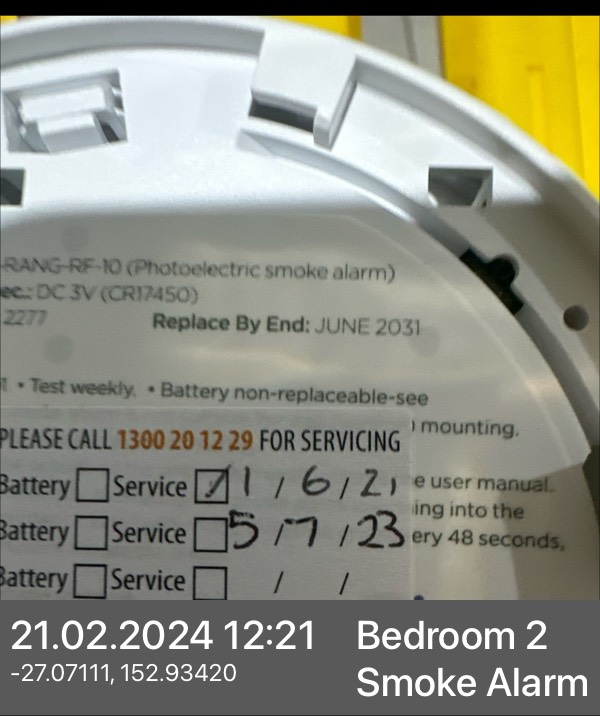 -RANG-RF-10 (Photoelectric smoke alarm)
ec.: DC 3V (CR17450)
2277
Replace By End: JUNE 2031
• Test weekly. • Battery non-replaceable-see
mounting.
PLEASE CALL 1300 20 12 29 FOR SERVICING
Battery Service 1 / 6 / 21
e user manual.
ing into the
Battery Service 5 / 7 / 23
ery 48 seconds,
Battery Service / /
21.02.2024 12:21
-27.07111, 152.93420
Bedroom 2
Smoke Alarm